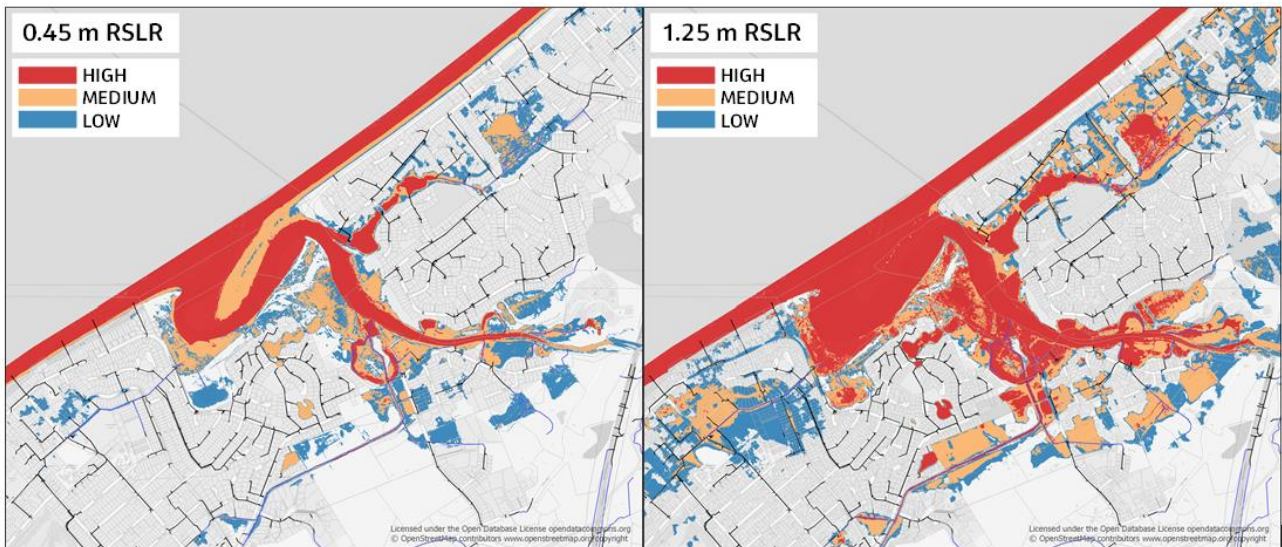 0.45 m RSLR
HIGH
MEDIUM
LOW
Licensed under the Open Database License opendatacommons.org
© OpenStreetMap contributors www.openstreetmap.org/copyright
1.25 m RSLR
HIGH
MEDIUM
LOW
Licensed under the Open Database License opendatacommons.org
© OpenStreetMap contributors www.openstreetmap.org/copyright